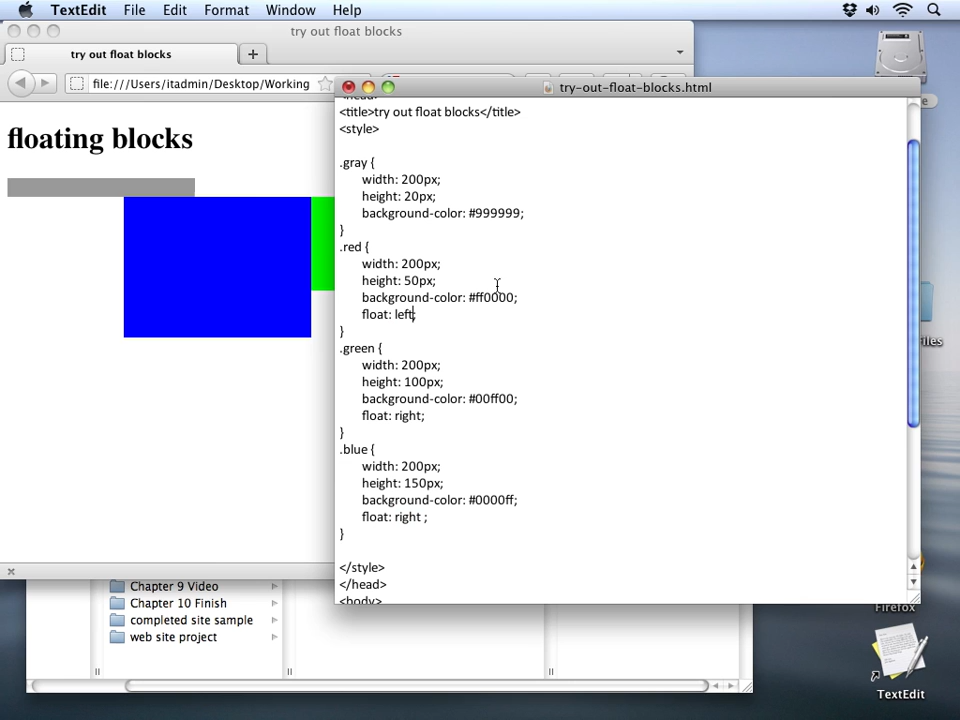 TextEdit File Edit Format Window Help
try out float blocks
try out float blocks
file:///Users/itadmin/Desktop/Working
try-out-float-blocks.html
floating blocks
<title>try out float blocks</title>
<style>
.gray {
width: 200px;
height: 20px;
background-color: #999999;
}
.red {
width: 200px;
height: 50px;
background-color: #ff0000;
float: left;
}
.green {
width: 200px;
height: 100px;
background-color: #00ff00;
float: right;
}
.blue {
width: 200px;
height: 150px;
background-color: #0000ff;
float: right ;
}
</style>
</head>
<body>
Chapter 9 Video
Chapter 10 Finish
completed site sample
web site project
Firefox
TextEdit